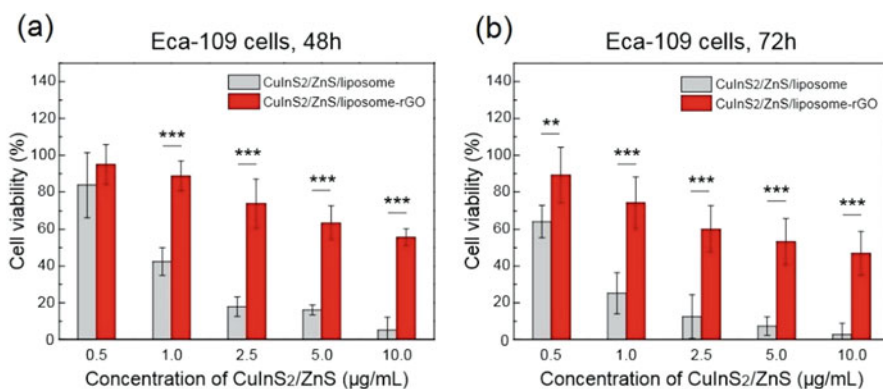 (a)
Eca-109 cells, 48h
140
120
100
80
60
40
20
0
Cell viability (%)
CuInS2/ZnS/liposome
CuInS2/ZnS/liposome-rGO
***
***
***
***
0.5 1.0 2.5 5.0 10.0
Concentration of CuInS2/ZnS (µg/mL)
(b)
Eca-109 cells, 72h
140
120
100
80
60
40
20
0
Cell viability (%)
CuInS2/ZnS/liposome
CuInS2/ZnS/liposome-rGO
**
***
***
***
***
0.5 1.0 2.5 5.0 10.0
Concentration of CuInS2/ZnS (µg/mL)